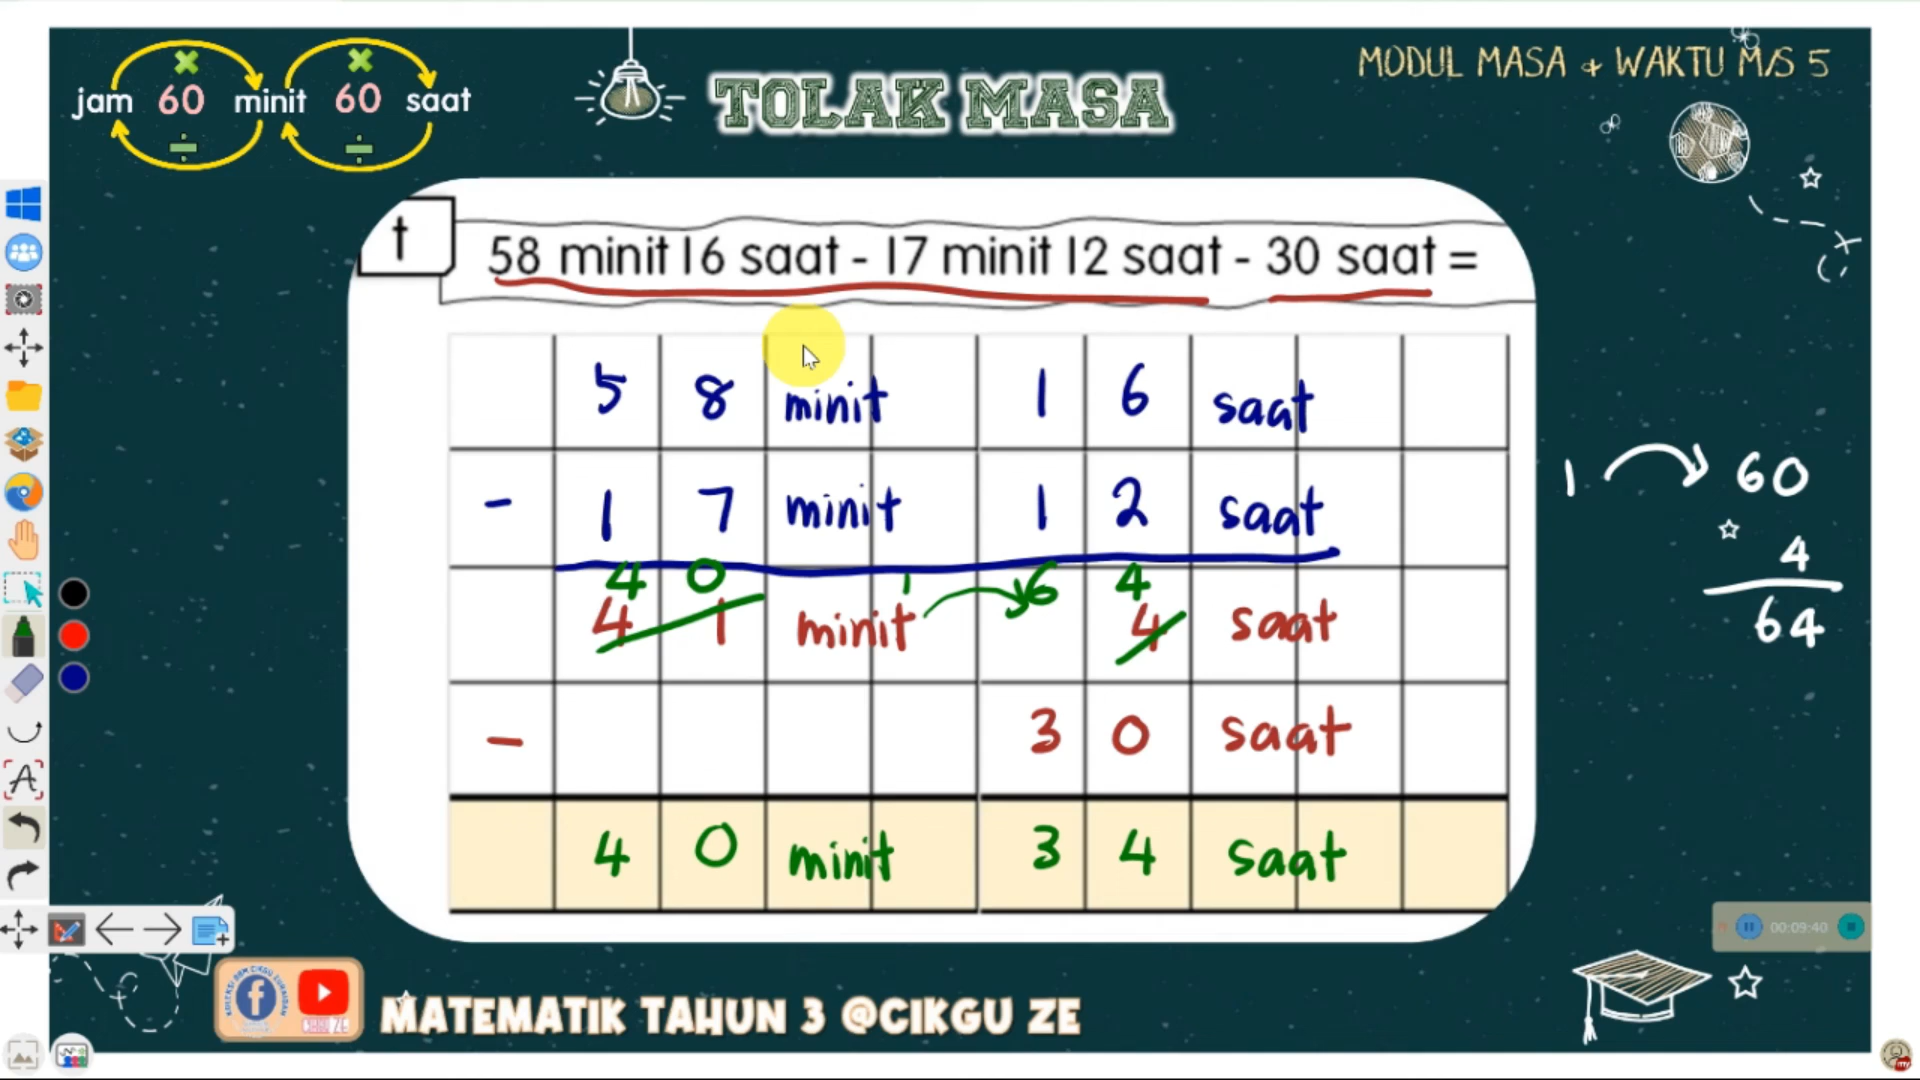 jam 60 minit 60 saat
TOLAK MASA
MODUL MASA & WAKTU M/S 5
f
58 minit 16 saat - 17 minit 12 saat - 30 saat =
5 8 minit 1 6 saat
- 1 7 minit 1 2 saat
4 0 1 6 4
4 1 minit 4 saat
- 3 0 saat
4 0 minit 3 4 saat
1 60
4
64
00:09:40
MATEMATIK TAHUN 3 @CIKGU ZE